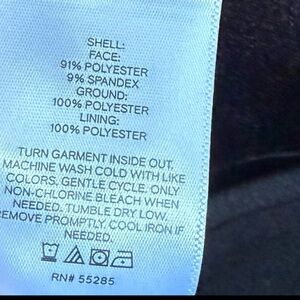 SHELL:
FACE:
91% POLYESTER
9% SPANDEX
GROUND:
100% POLYESTER
LINING:
100% POLYESTER
TURN GARMENT INSIDE OUT.
MACHINE WASH COLD WITH LIKE
COLORS. GENTLE CYCLE. ONLY
NON-CHLORINE BLEACH WHEN
NEEDED. TUMBLE DRY LOW.
REMOVE PROMPTLY. COOL IRON IF
NEEDED.
RN# 55285